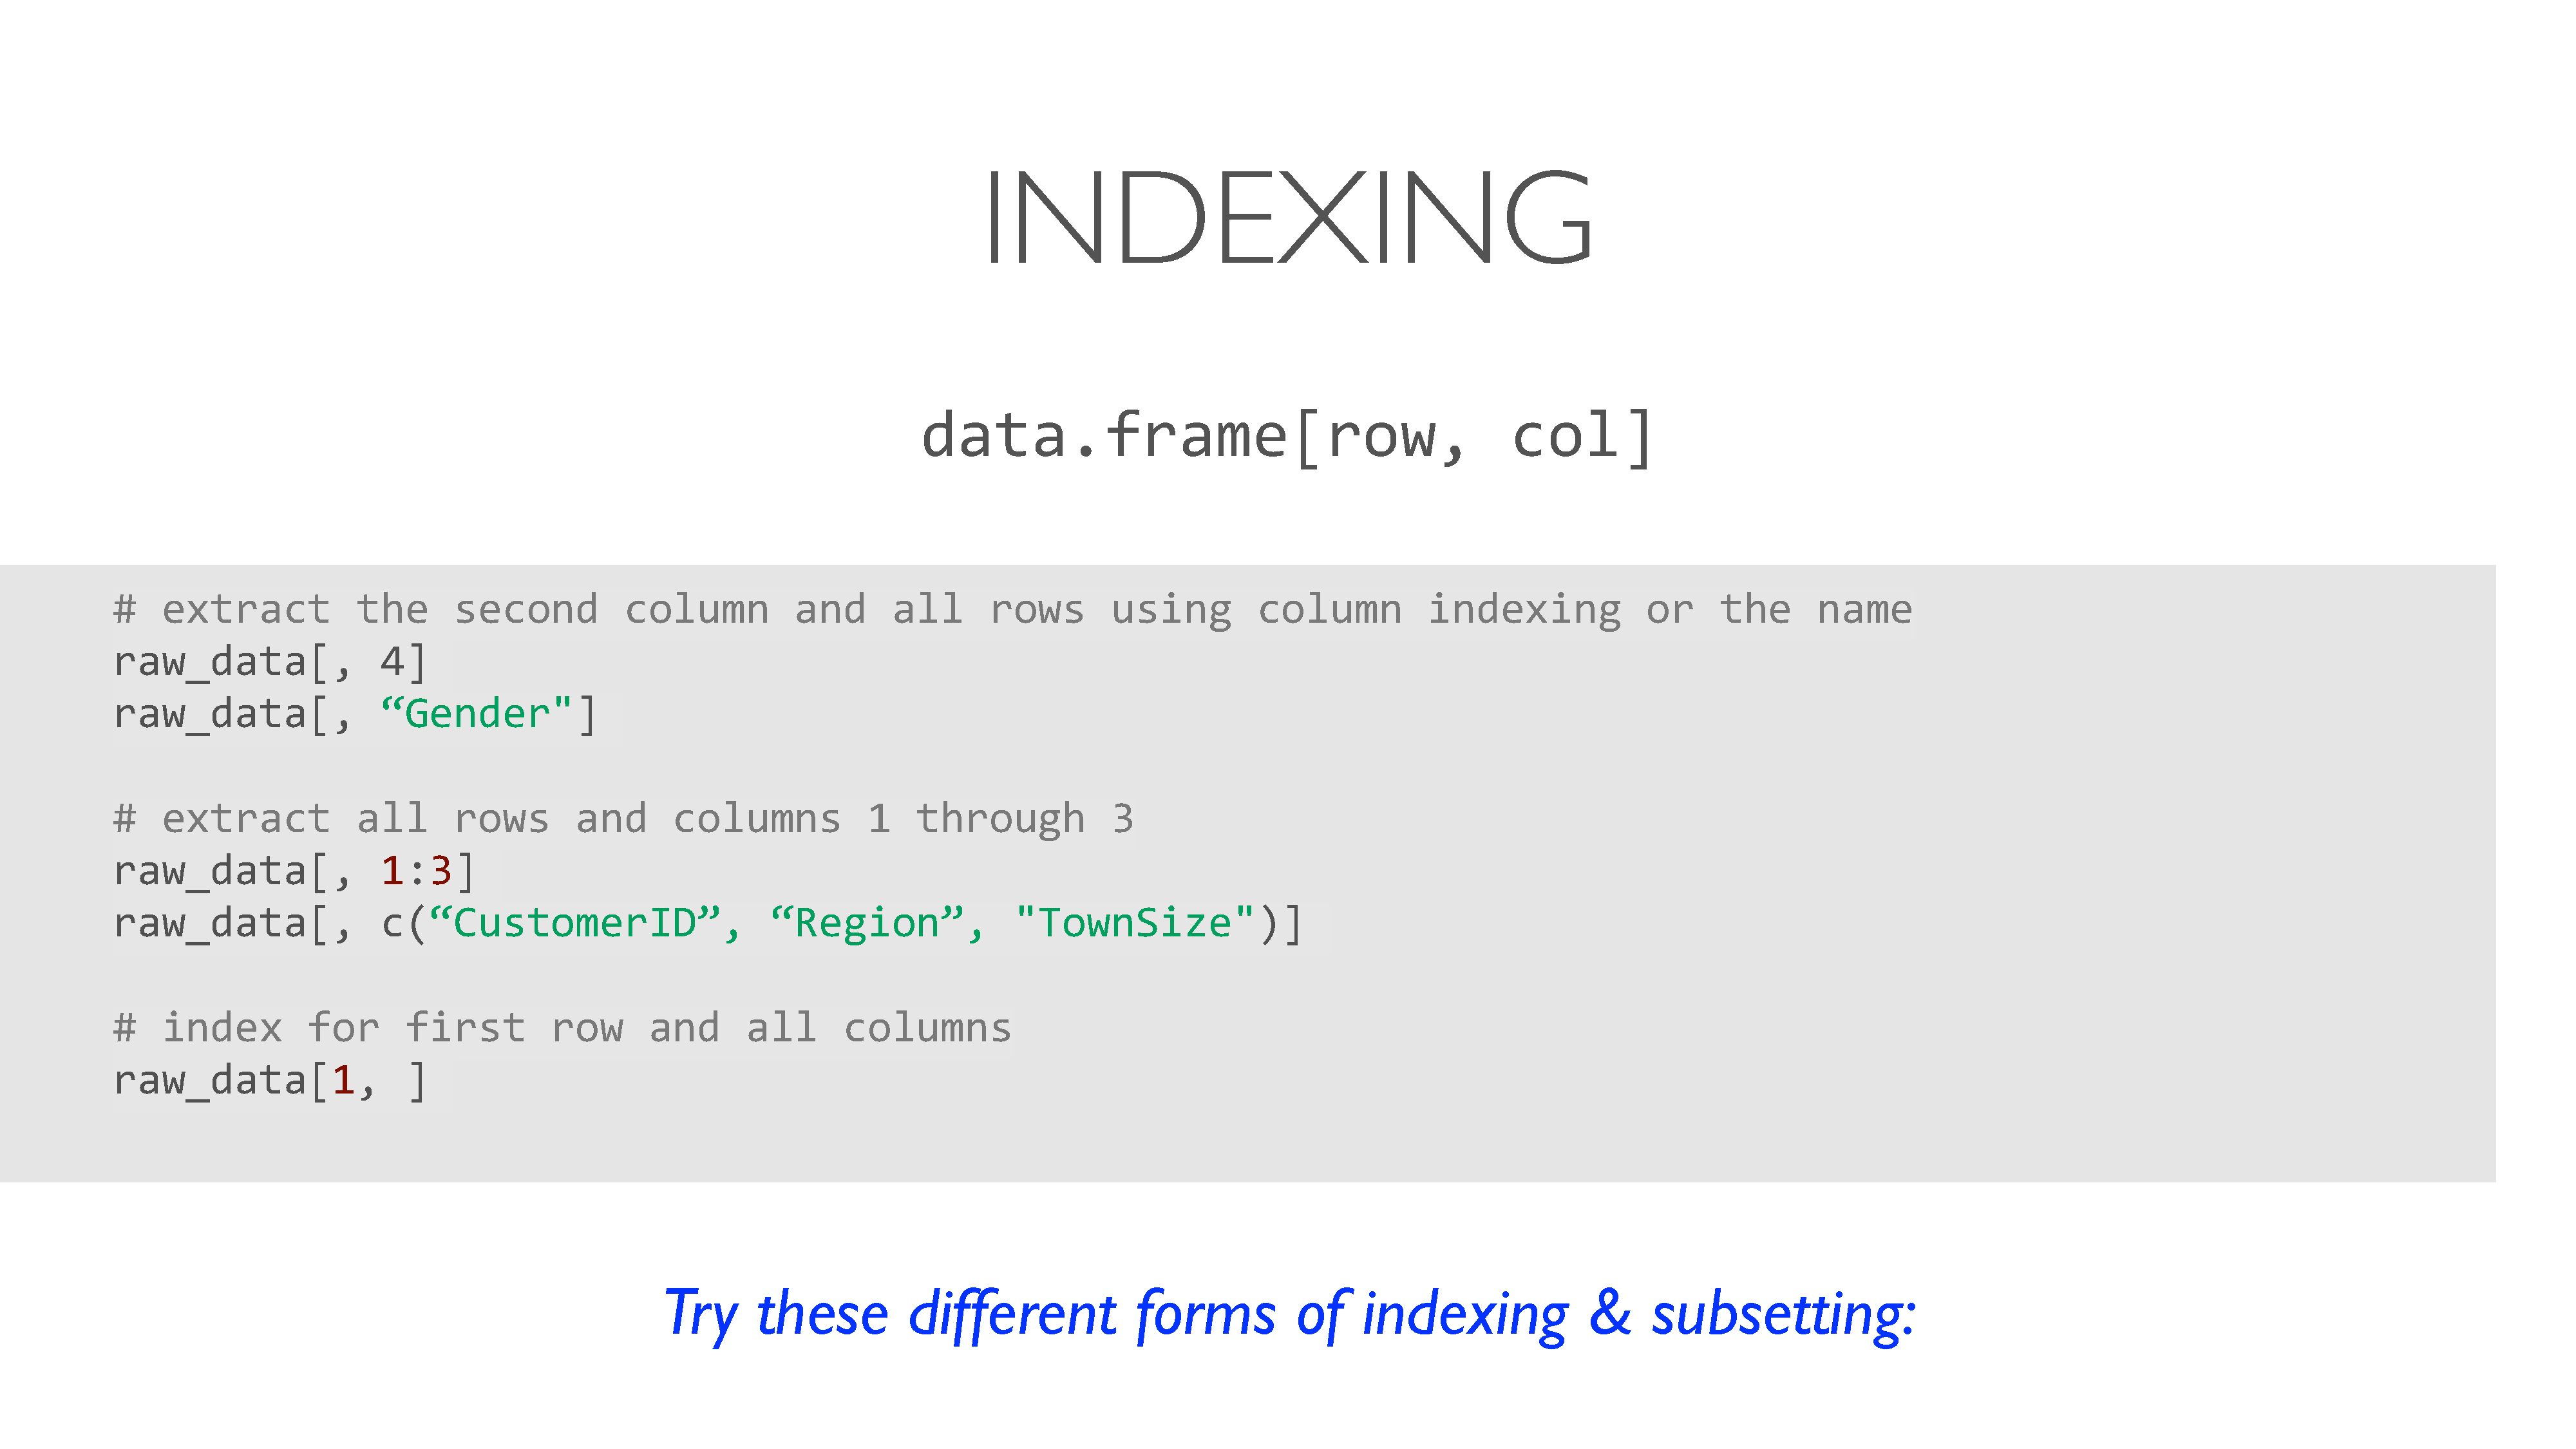 INDEXING
data.frame[row, col]
# extract the second column and all rows using column indexing or the name
raw_data[, 4]
raw_data[, “Gender"]
# extract all rows and columns 1 through 3
raw_data[, 1:3]
raw_data[, c(“CustomerID”, “Region”, "TownSize")]
# index for first row and all columns
raw_data[1, ]
Try these different forms of indexing & subsetting: